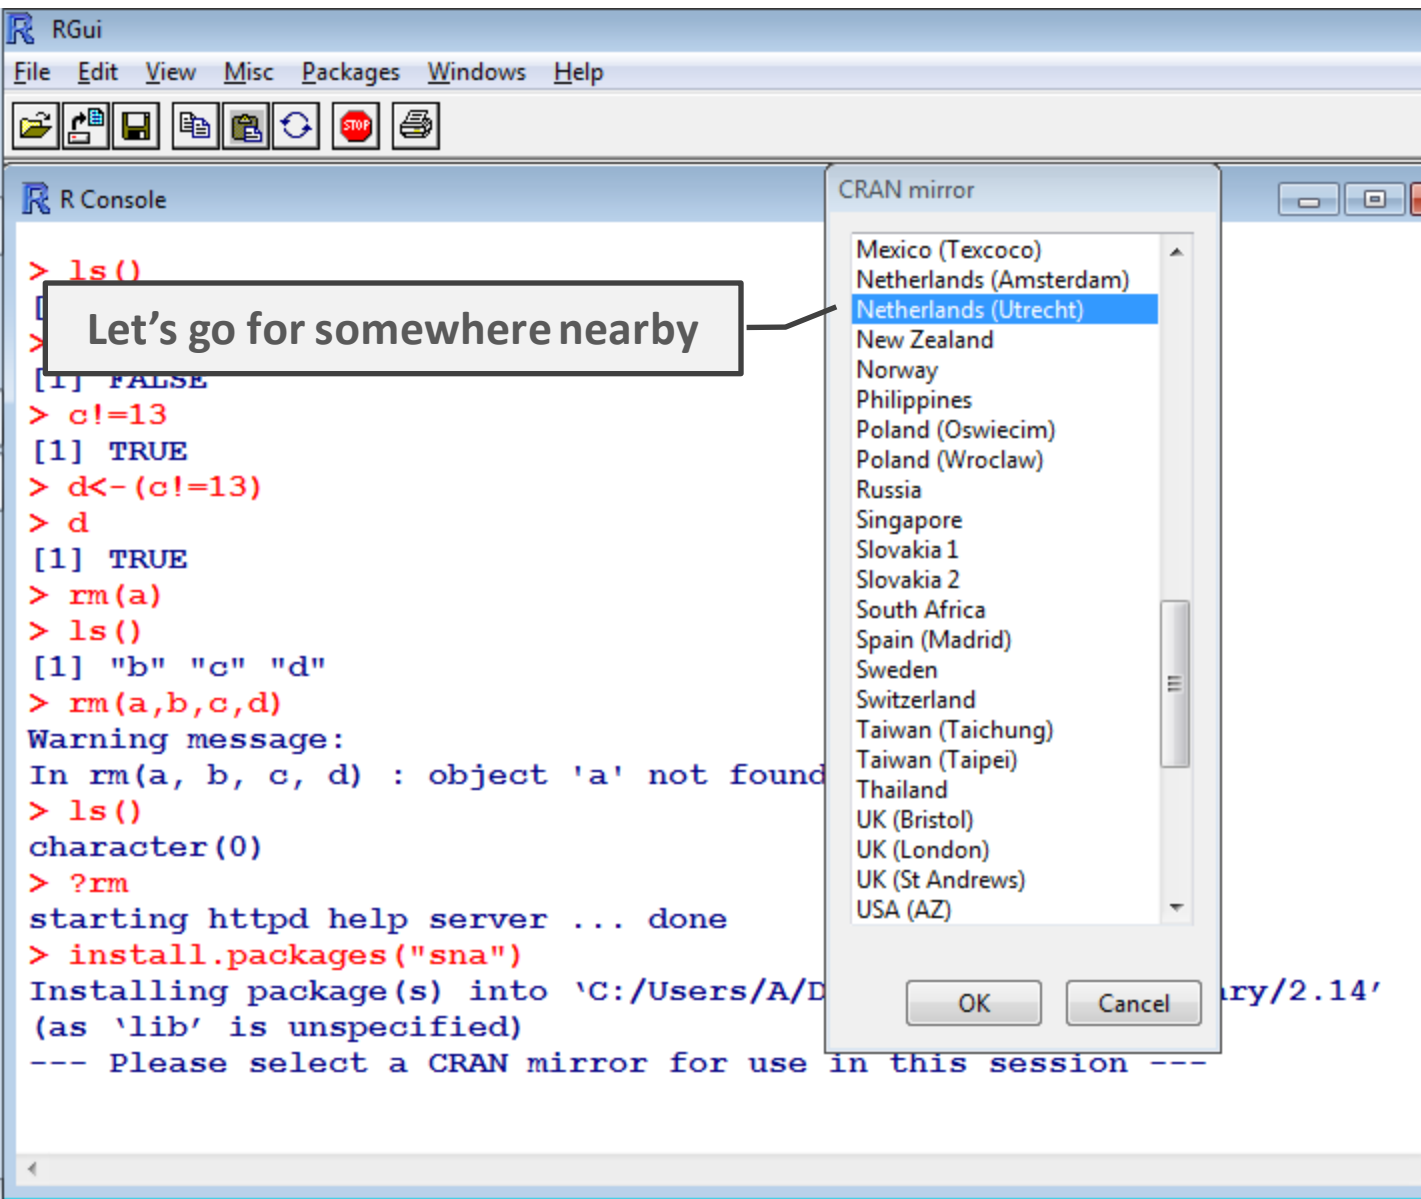 RGui
File Edit View Misc Packages Windows Help
STOP
R Console
> ls()
[
>
[1] FALSE
> c!=13
[1] TRUE
> d<-(c!=13)
> d
[1] TRUE
> rm(a)
> ls()
[1] "b" "c" "d"
> rm(a,b,c,d)
Warning message:
In rm(a, b, c, d) : object 'a' not found
> ls()
character(0)
> ?rm
starting httpd help server ... done
> install.packages("sna")
Installing package(s) into ‘C:/Users/A/D ry/2.14’
(as ‘lib’ is unspecified)
--- Please select a CRAN mirror for use in this session ---
Let’s go for somewhere nearby
CRAN mirror
Mexico (Texcoco)
Netherlands (Amsterdam)
Netherlands (Utrecht)
New Zealand
Norway
Philippines
Poland (Oswiecim)
Poland (Wroclaw)
Russia
Singapore
Slovakia 1
Slovakia 2
South Africa
Spain (Madrid)
Sweden
Switzerland
Taiwan (Taichung)
Taiwan (Taipei)
Thailand
UK (Bristol)
UK (London)
UK (St Andrews)
USA (AZ)
OK Cancel